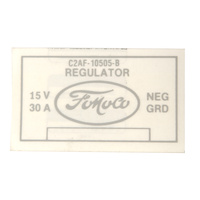 C2AF-10505-B
REGULATOR
15 V
30 A
FoMoCo
NEG
GRD